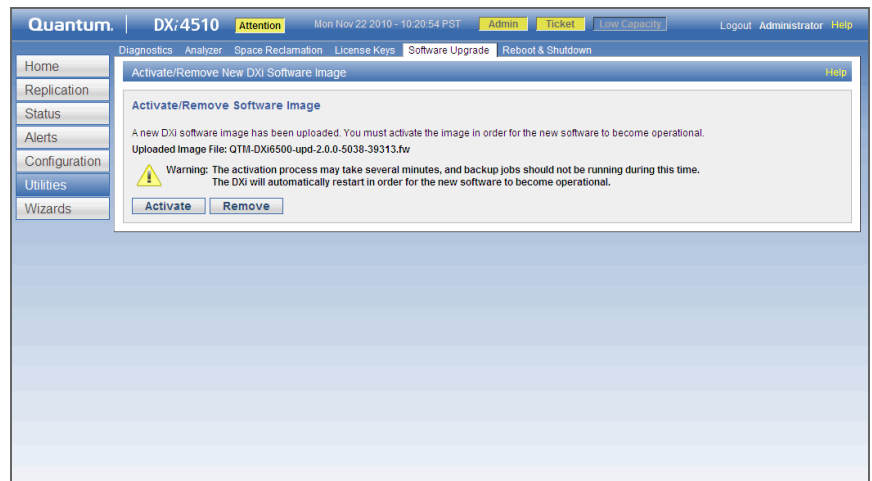 Quantum. DXi4510 Attention Mon Nov 22 2010 - 10:20:54 PST Admin Ticket Low Capacity Logout Administrator Help
Diagnostics Analyzer Space Reclamation License Keys Software Upgrade Reboot & Shutdown
Home
Replication
Status
Alerts
Configuration
Utilities
Wizards
Activate/Remove New DXi Software Image Help
Activate/Remove Software Image
A new DXi software image has been uploaded. You must activate the image in order for the new software to become operational.
Uploaded Image File: QTM-DXi6500-upd-2.0.0-5038-39313.fw
Warning: The activation process may take several minutes, and backup jobs should not be running during this time.
The DXi will automatically restart in order for the new software to become operational.
Activate Remove